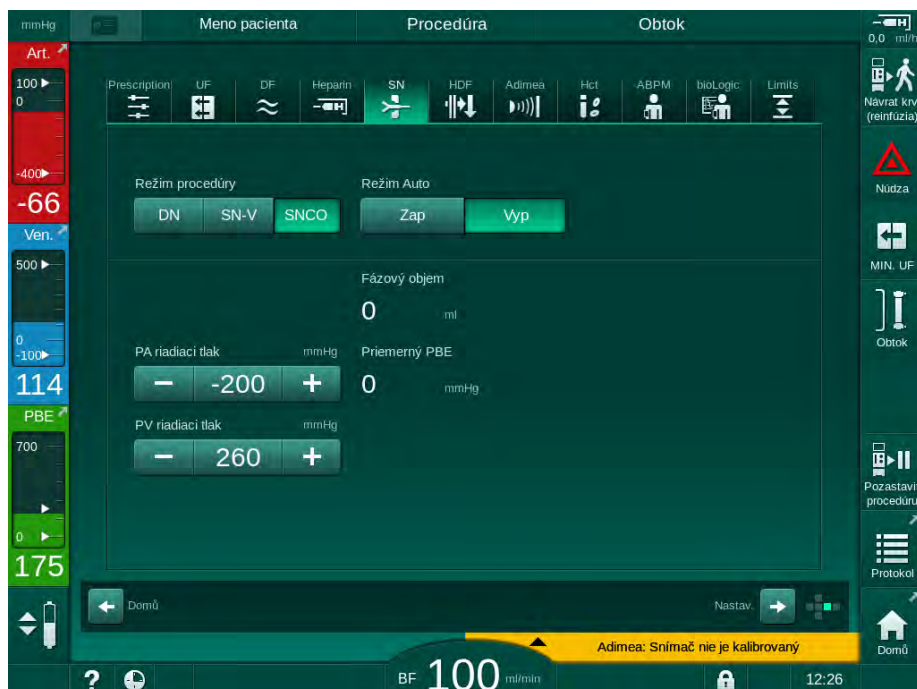 mmHg
Meno pacienta
Procedúra
Obtok
0,0 ml/h
Art.
100
0
-400
-66
Ven.
500
0
-100
114
PBE
700
0
175
Prescription
UF
DF
Heparin
SN
HDF
Adimea
Hct
ABPM
bioLogic
Limits
Režim procedúry
Režim Auto
DN
SN-V
SNCO
Zap
Vyp
Fázový objem
0 ml
PA riadiaci tlak mmHg
Priemerný PBE
- -200 +
0 mmHg
PV riadiaci tlak mmHg
- 260 +
Návrat krv
(reinfúzia)
Núdza
MIN. UF
Obtok
Pozastavi
procedúru
Protokol
Domů
Domů
Nastav.
Adimea: Snímač nie je kalibrovaný
? BF 100 ml/min
12:26